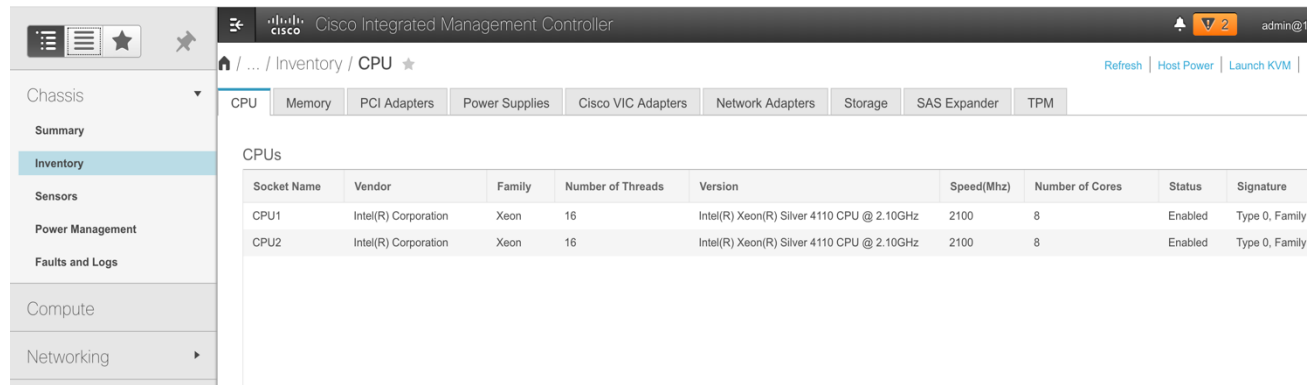 cisco Cisco Integrated Management Controller 2 admin@1
/ ... / Inventory / CPU Refresh | Host Power | Launch KVM |
Chassis
Summary
Inventory
Sensors
Power Management
Faults and Logs
Compute
Networking
CPU Memory PCI Adapters Power Supplies Cisco VIC Adapters Network Adapters Storage SAS Expander TPM
CPUs
Socket Name Vendor Family Number of Threads Version Speed(Mhz) Number of Cores Status Signature
CPU1 Intel(R) Corporation Xeon 16 Intel(R) Xeon(R) Silver 4110 CPU @ 2.10GHz 2100 8 Enabled Type 0, Family
CPU2 Intel(R) Corporation Xeon 16 Intel(R) Xeon(R) Silver 4110 CPU @ 2.10GHz 2100 8 Enabled Type 0, Family